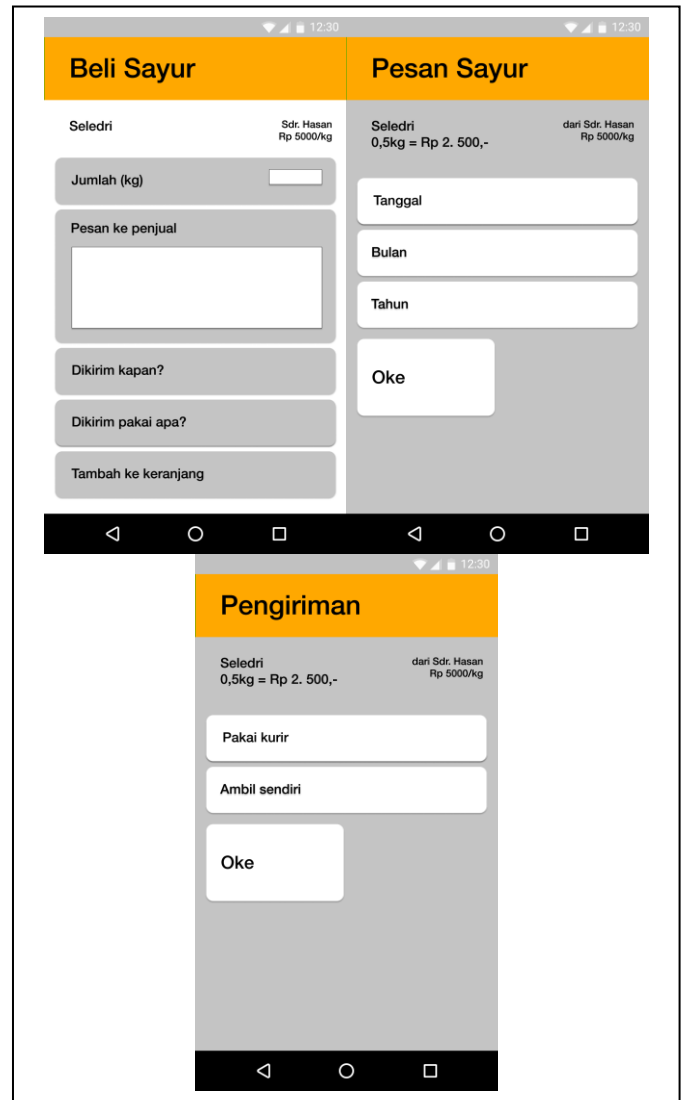 12:30
Beli Sayur
Seledri
Sdr. Hasan
Rp 5000/kg
Jumlah (kg)
Pesan ke penjual
Dikirim kapan?
Dikirim pakai apa?
Tambah ke keranjang
12:30
Pesan Sayur
Seledri
0,5kg = Rp 2. 500,-
dari Sdr. Hasan
Rp 5000/kg
Tanggal
Bulan
Tahun
Oke
12:30
Pengiriman
Seledri
0,5kg = Rp 2. 500,-
dari Sdr. Hasan
Rp 5000/kg
Pakai kurir
Ambil sendiri
Oke